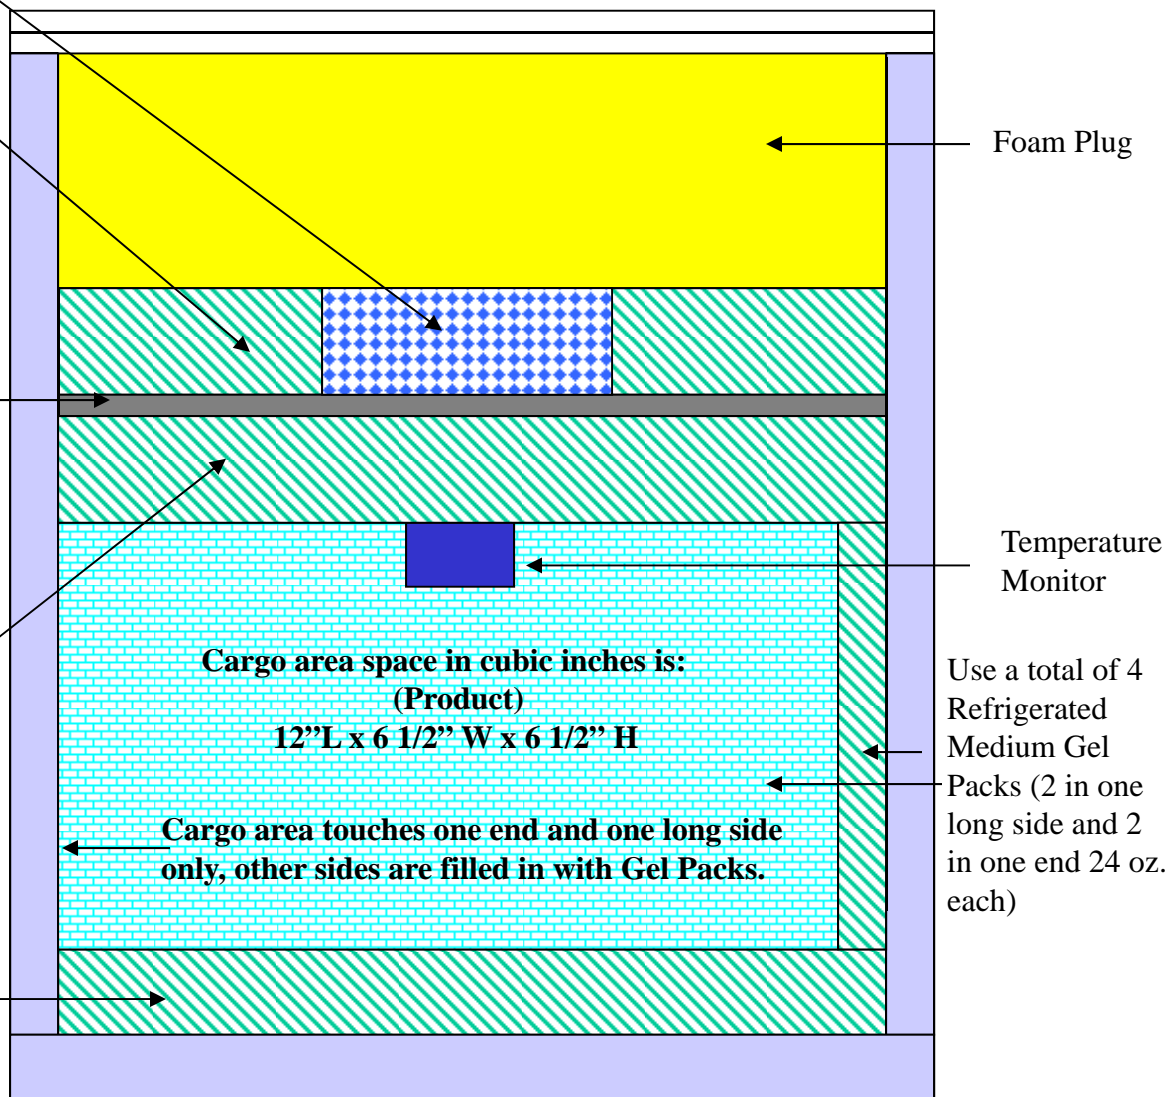 Foam Plug
Temperature
Monitor
Cargo area space in cubic inches is:
(Product)
12”L x 6 1/2” W x 6 1/2” H
Cargo area touches one end and one long side
only, other sides are filled in with Gel Packs.
Use a total of 4
Refrigerated
Medium Gel
Packs (2 in one
long side and 2
in one end 24 oz.
each)